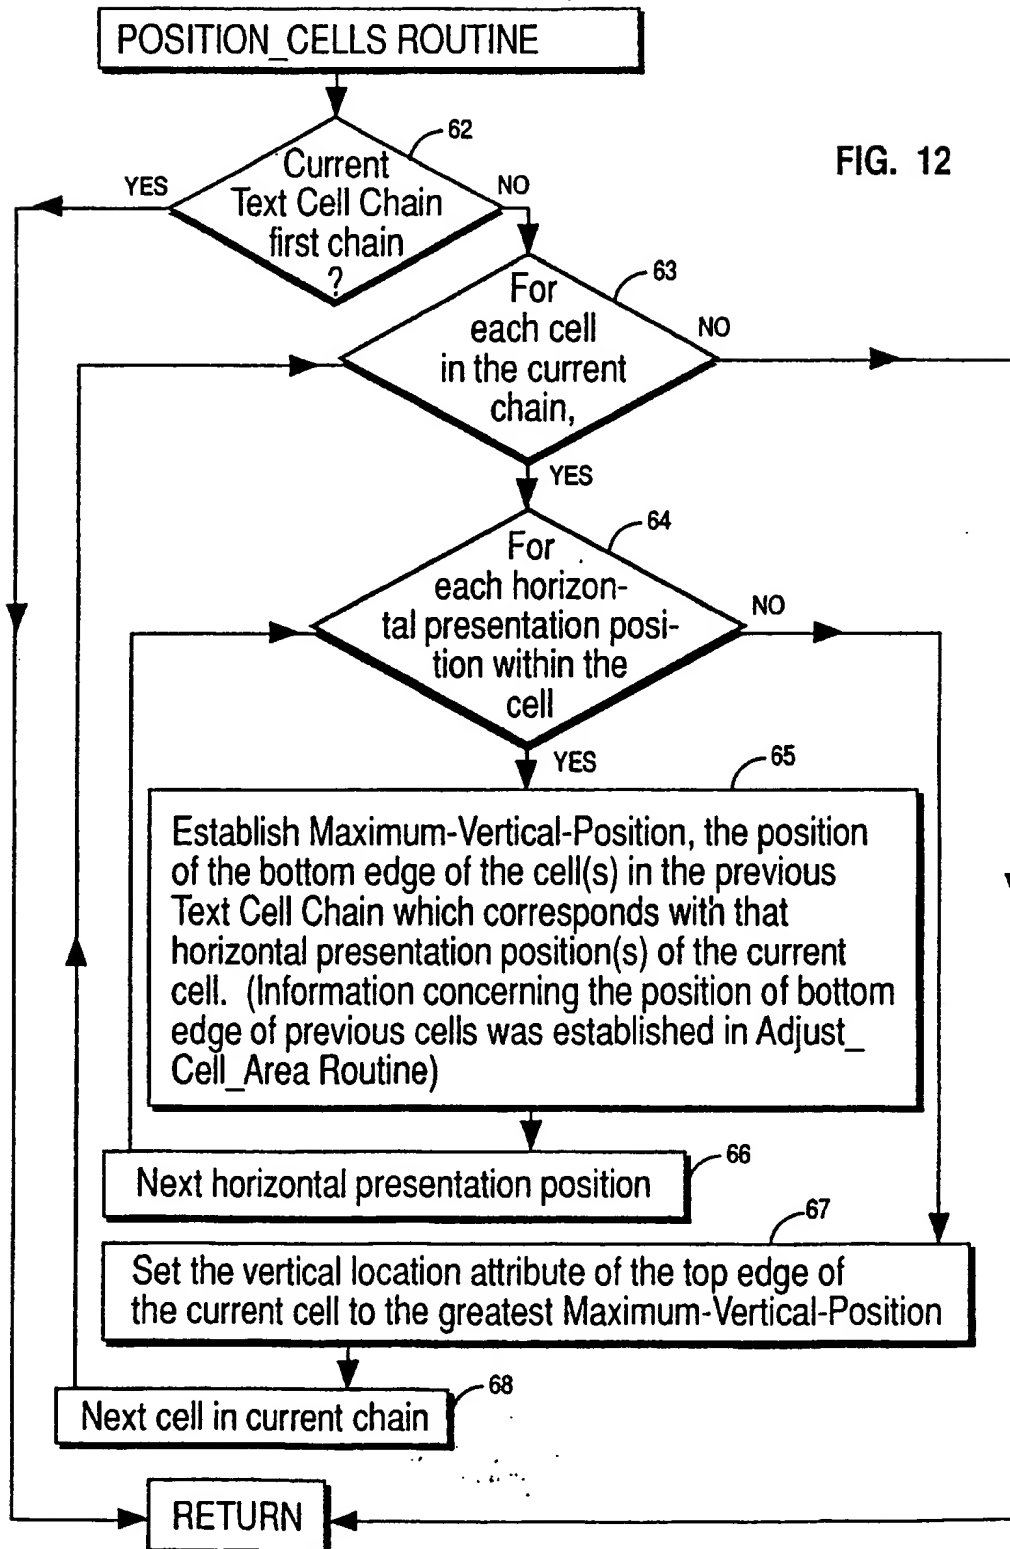 POSITION_CELLS ROUTINE
62
FIG. 12
Current
Text Cell Chain
first chain
?
YES
NO
63
For
each cell
in the current
chain,
NO
YES
64
For
each horizon-
tal presentation posi-
tion within the
cell
NO
YES
65
Establish Maximum-Vertical-Position, the position
of the bottom edge of the cell(s) in the previous
Text Cell Chain which corresponds with that
horizontal presentation position(s) of the current
cell. (Information concerning the position of bottom
edge of previous cells was established in Adjust_
Cell_Area Routine)
66
Next horizontal presentation position
67
Set the vertical location attribute of the top edge of
the current cell to the greatest Maximum-Vertical-Position
68
Next cell in current chain
RETURN